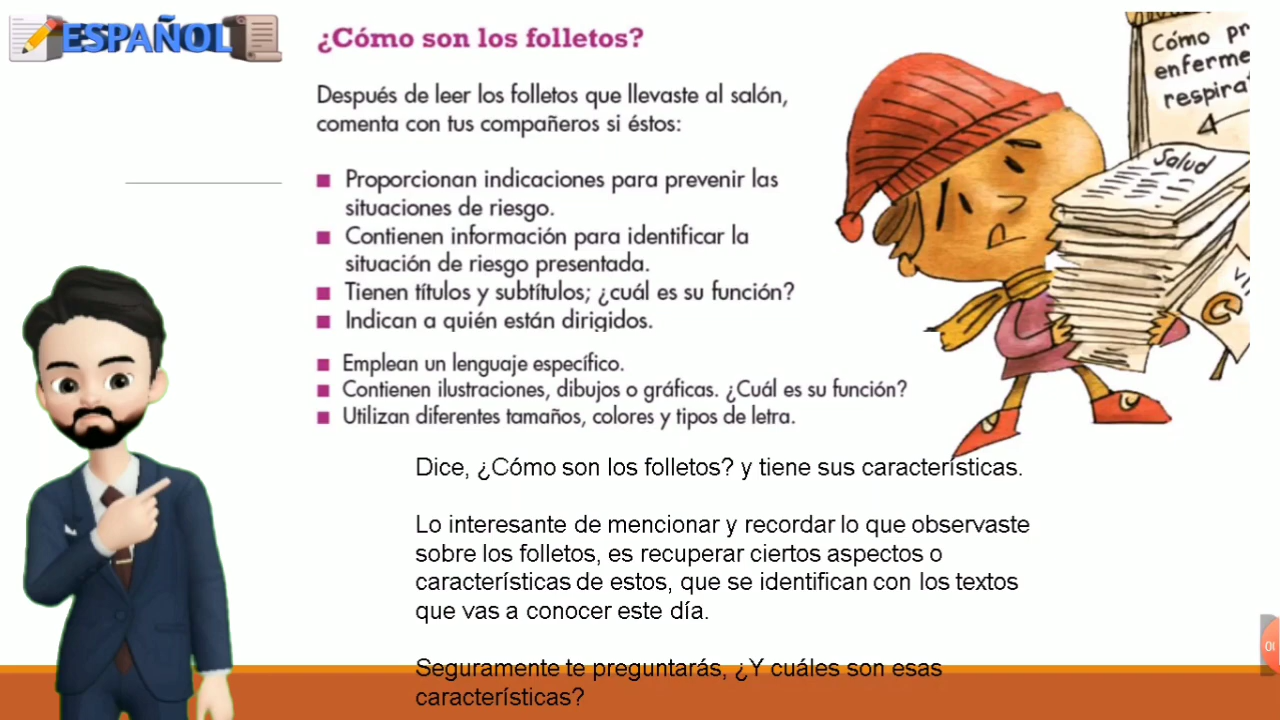 ESPAÑOL
¿Cómo son los folletos?
Después de leer los folletos que llevaste al salón,
comenta con tus compañeros si éstos:
Proporcionan indicaciones para prevenir las
situaciones de riesgo.
Contienen información para identificar la
situación de riesgo presentada.
Tienen títulos y subtítulos; ¿cuál es su función?
Indican a quién están dirigidos.
Emplean un lenguaje específico.
Contienen ilustraciones, dibujos o gráficas. ¿Cuál es su función?
Utilizan diferentes tamaños, colores y tipos de letra.
Cómo pr
enferme
respira
Salud
Dice, ¿Cómo son los folletos? y tiene sus características.
Lo interesante de mencionar y recordar lo que observaste
sobre los folletos, es recuperar ciertos aspectos o
características de estos, que se identifican con los textos
que vas a conocer este día.
Seguramente te preguntarás, ¿Y cuáles son esas
características?